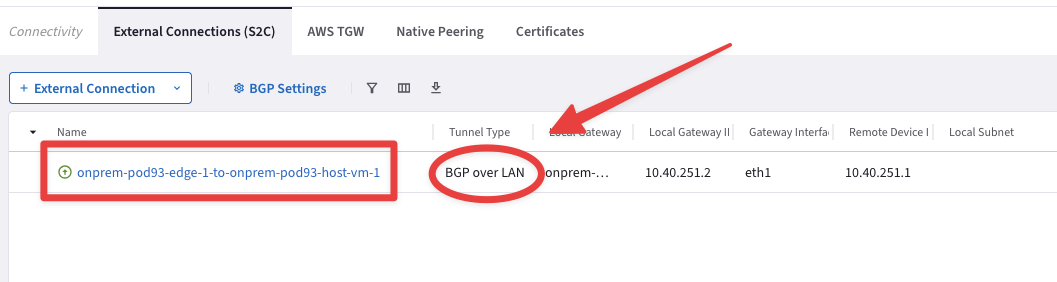 Connectivity External Connections (S2C) AWS TGW Native Peering Certificates
+ External Connection BGP Settings
Name Tunnel Type Local Gateway Local Gateway II Gateway Interfa Remote Device I Local Subnet
onprem-pod93-edge-1-to-onprem-pod93-host-vm-1 BGP over LAN onprem-... 10.40.251.2 eth1 10.40.251.1